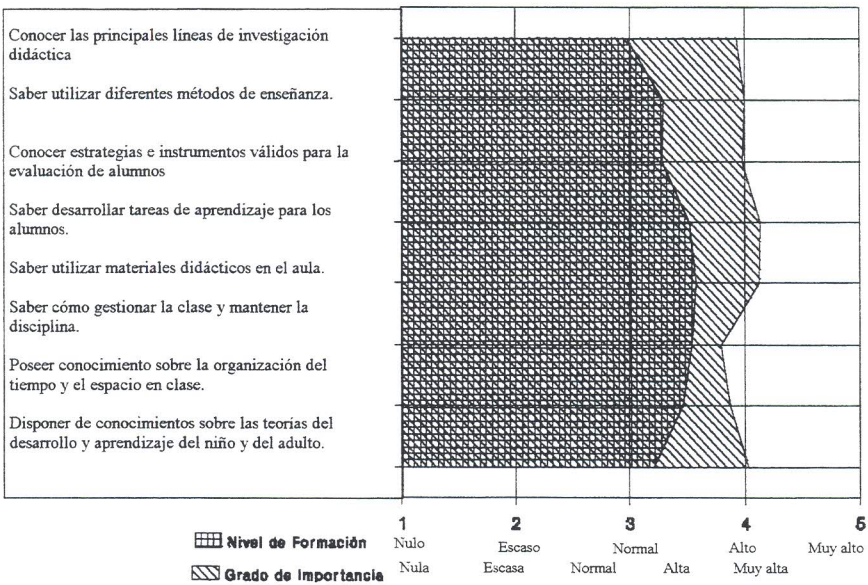 Conocer las principales líneas de investigación
didáctica
Saber utilizar diferentes métodos de enseñanza.
Conocer estrategias e instrumentos válidos para la
evaluación de alumnos
Saber desarrollar tareas de aprendizaje para los
alumnos.
Saber utilizar materiales didácticos en el aula.
Saber cómo gestionar la clase y mantener la
disciplina.
Poseer conocimiento sobre la organización del
tiempo y el espacio en clase.
Disponer de conocimientos sobre las teorías del
desarrollo y aprendizaje del niño y del adulto.
1 2 3 4 5
Nivel de Formación Nulo Escaso Normal Alto Muy alto
Grado de Importancia Nula Escasa Normal Alta Muy alta